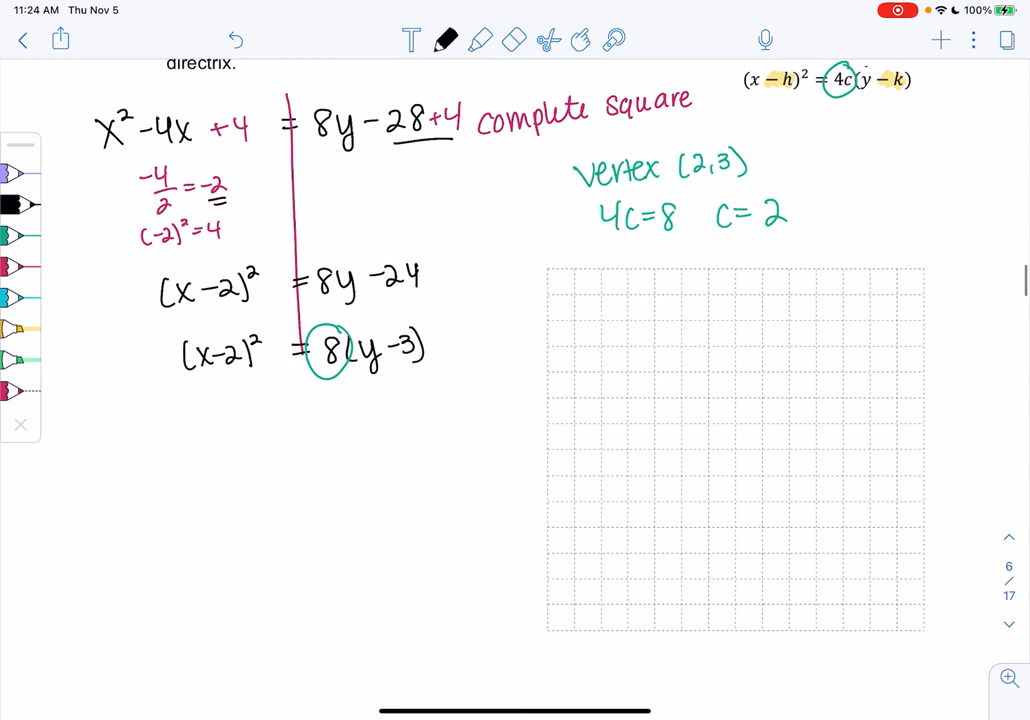 11:24 AM Thu Nov 5
100%
directrix.
(x − h)² = 4c(y − k)
x² -4x +4 = 8y - 28 +4 complete square
-4/2 = -2
(-2)² = 4
vertex (2,3)
4c=8 c= 2
(x -2)² = 8y -24
(x-2)² = 8(y -3)
6
/
17